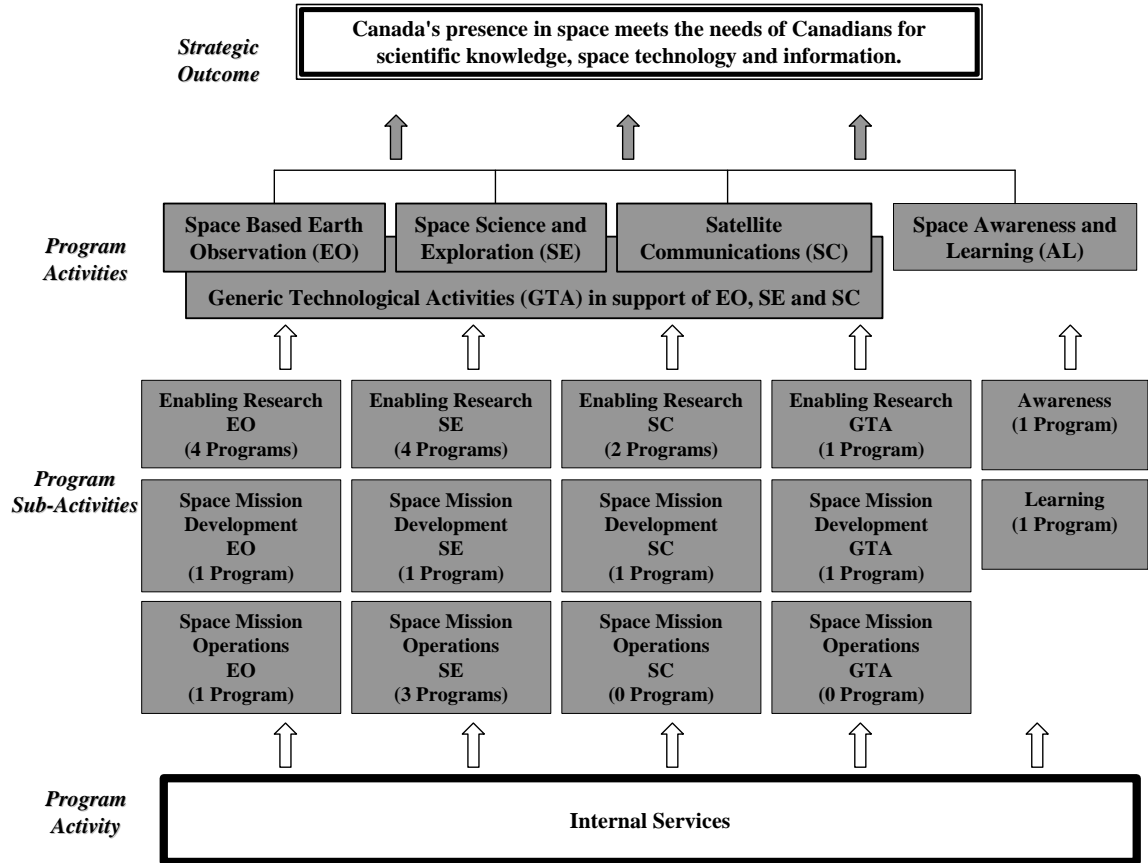 Strategic
Outcome
Canada's presence in space meets the needs of Canadians for
scientific knowledge, space technology and information.
Program
Activities
Space Based Earth
Observation (EO)
Space Science and
Exploration (SE)
Satellite
Communications (SC)
Space Awareness and
Learning (AL)
Generic Technological Activities (GTA) in support of EO, SE and SC
Program
Sub-Activities
Enabling Research
EO
(4 Programs)
Enabling Research
SE
(4 Programs)
Enabling Research
SC
(2 Programs)
Enabling Research
GTA
(1 Program)
Awareness
(1 Program)
Space Mission
Development
EO
(1 Program)
Space Mission
Development
SE
(1 Program)
Space Mission
Development
SC
(1 Program)
Space Mission
Development
GTA
(1 Program)
Learning
(1 Program)
Space Mission
Operations
EO
(1 Program)
Space Mission
Operations
SE
(3 Programs)
Space Mission
Operations
SC
(0 Program)
Space Mission
Operations
GTA
(0 Program)
Program
Activity
Internal Services